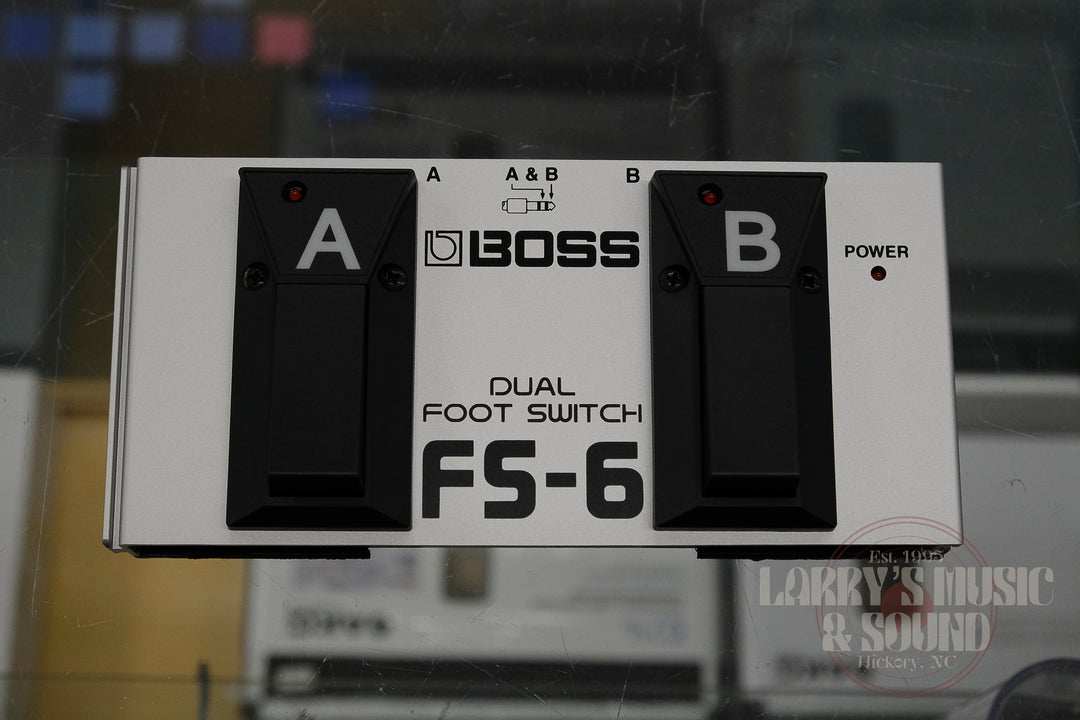 A
A & B
B
A
B
BOSS
POWER
DUAL
FOOT SWITCH
FS-6
Est. 1995
LARRY'S MUSIC
& SOUND
Hickory, NC